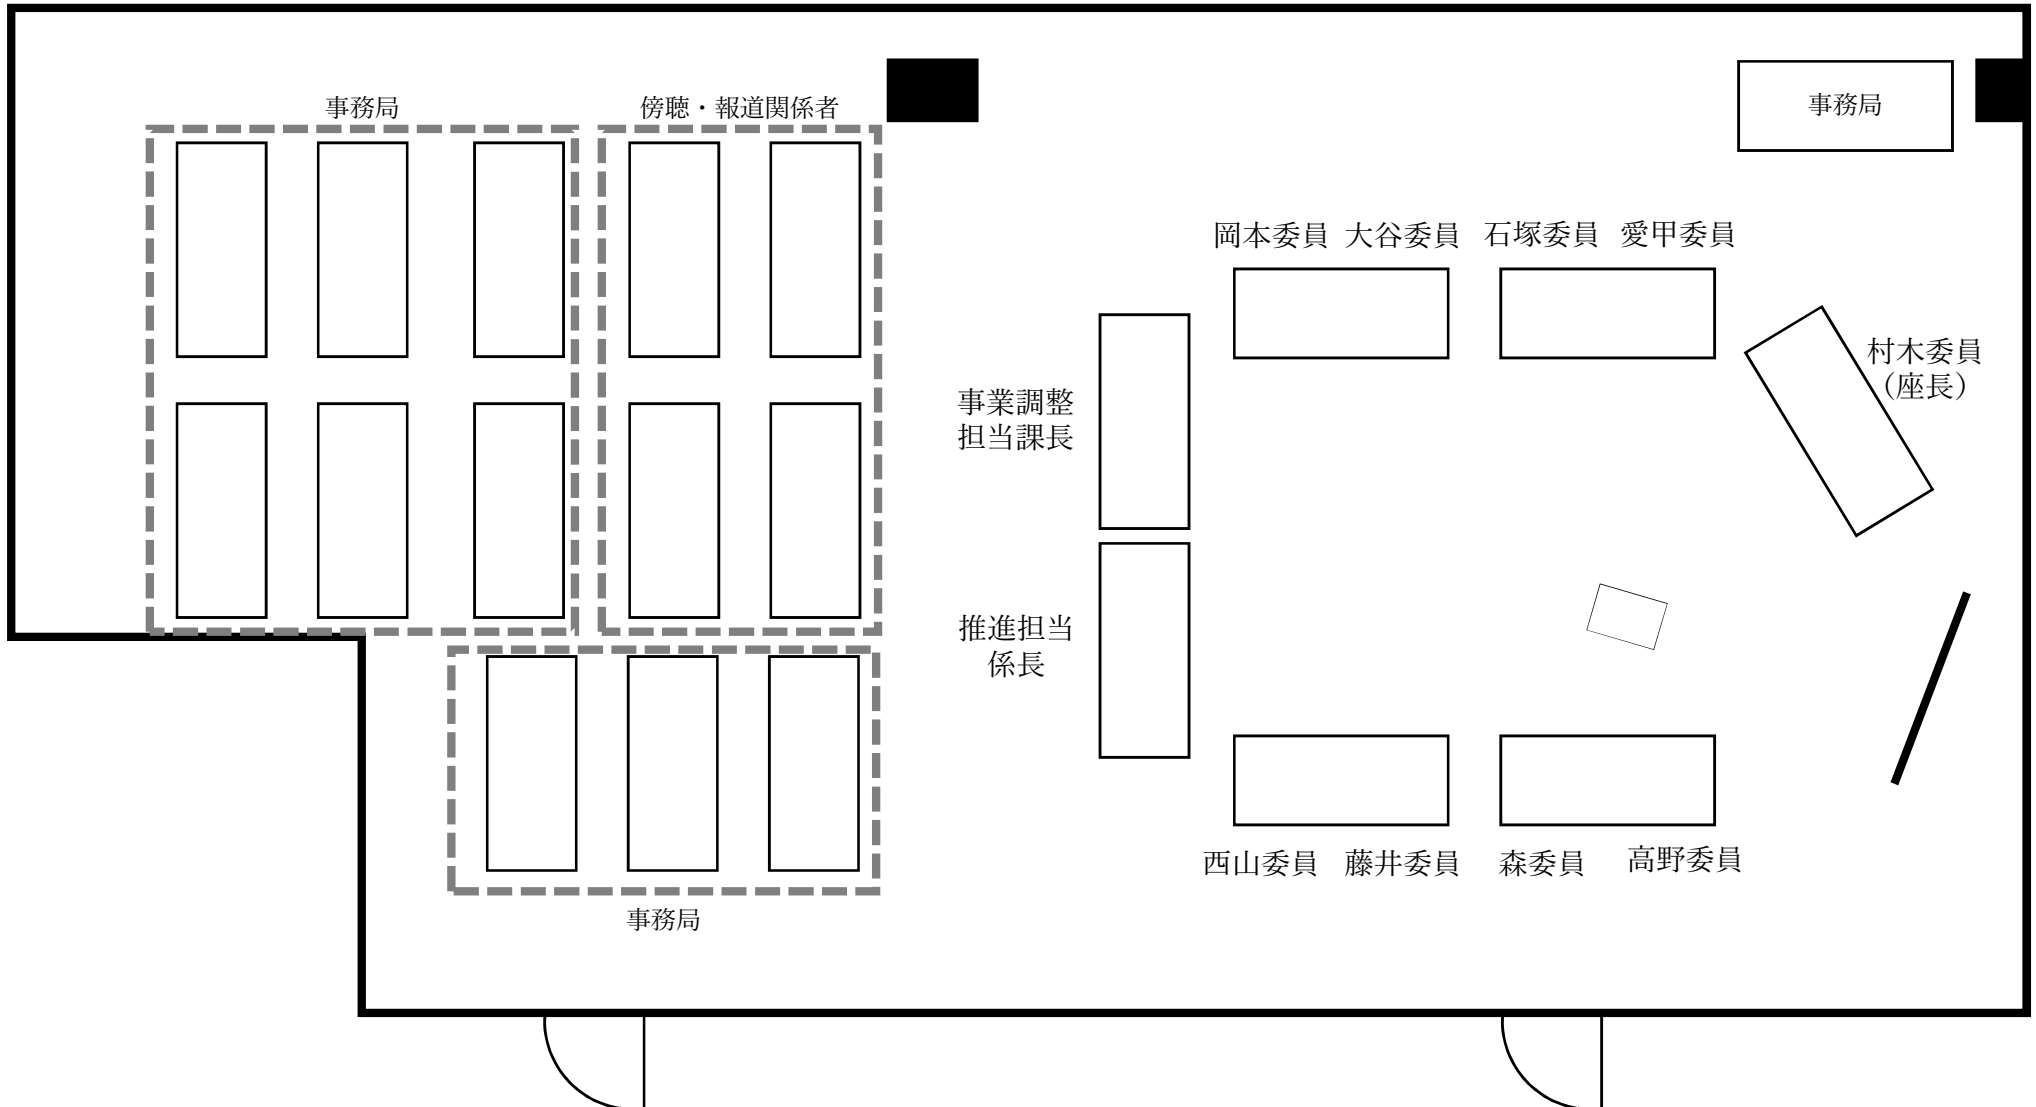 事務局
傍聴・報道関係者
事務局
岡本委員
大谷委員
石塚委員
愛甲委員
村木委員
（座長）
事業調整
担当課長
推進担当
係長
西山委員
藤井委員
森委員
高野委員
事務局